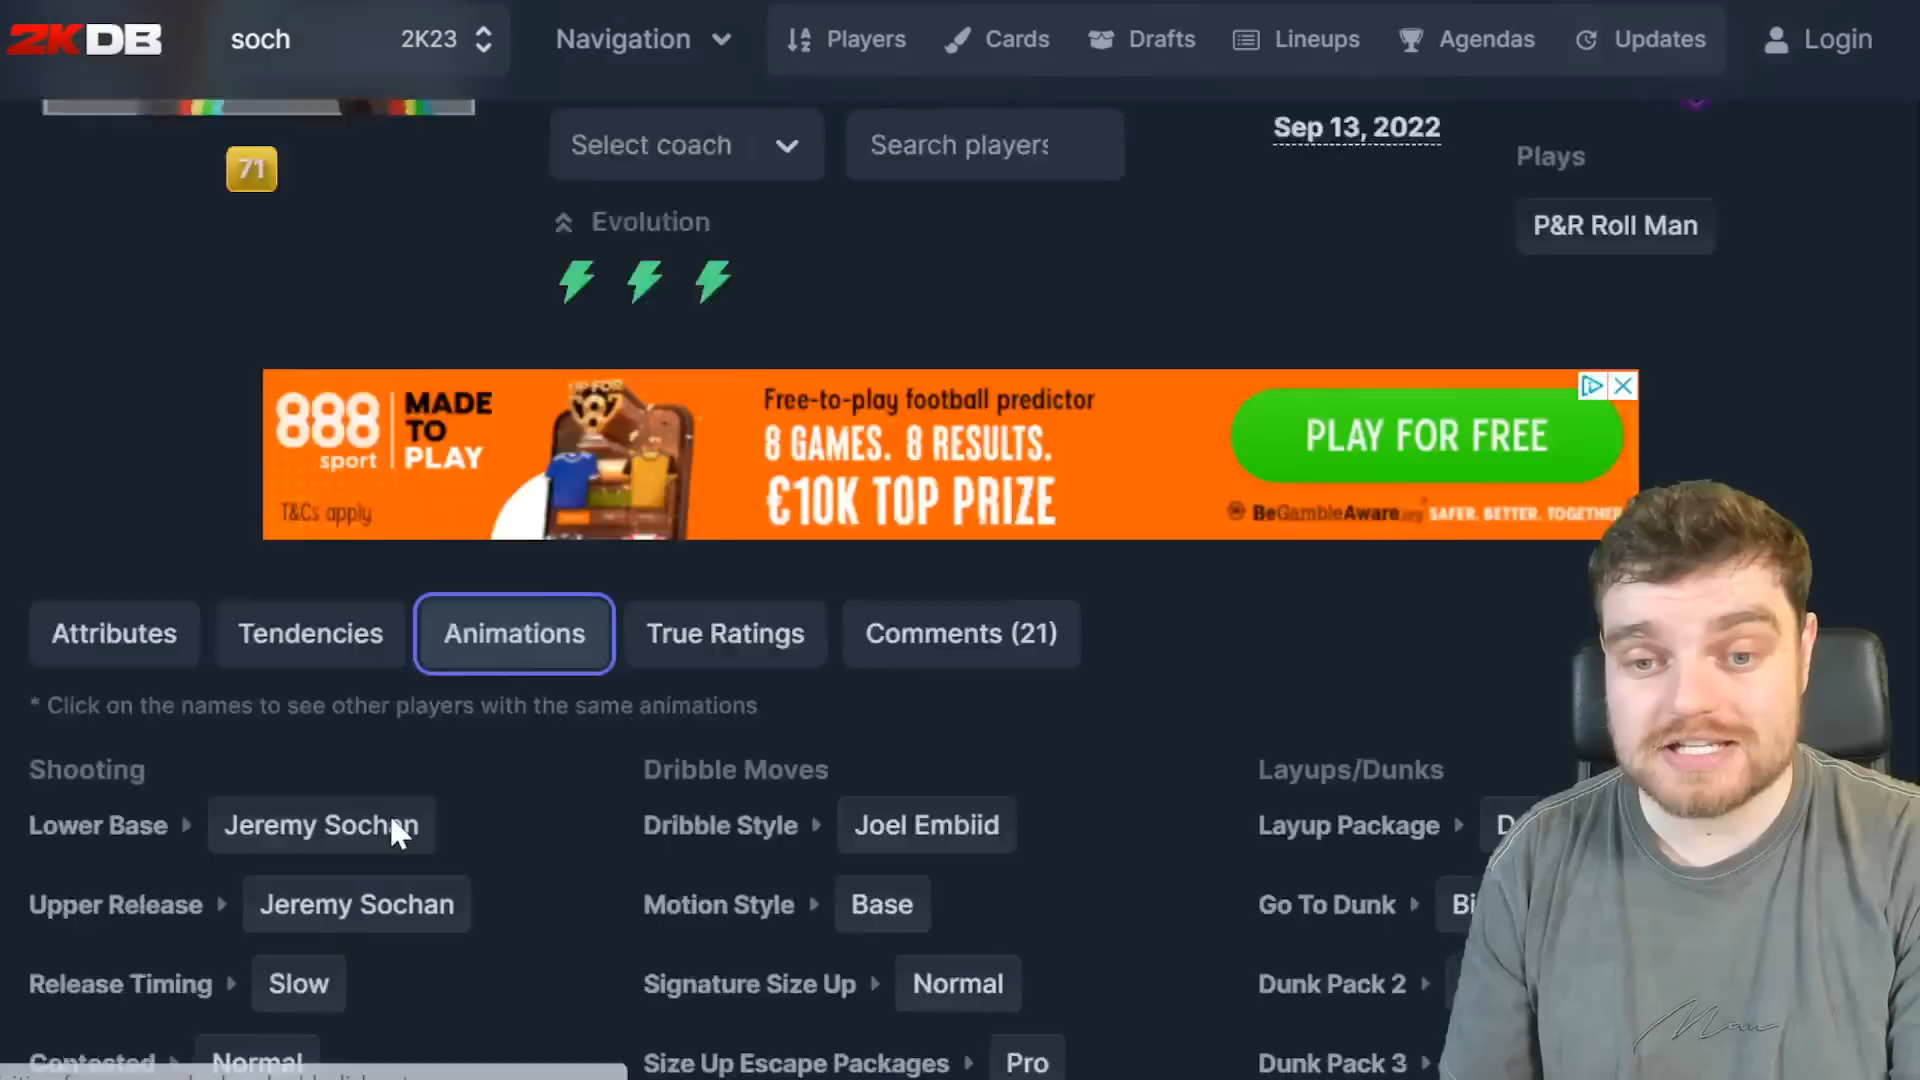 2KDB
soch
2K23
Navigation
Players
Cards
Drafts
Lineups
Agendas
Updates
Login
71
Select coach
Search players
Sep 13, 2022
Plays
P&R Roll Man
Evolution
888
sport
MADE
TO
PLAY
T&Cs apply
Free-to-play football predictor
8 GAMES. 8 RESULTS.
€10K TOP PRIZE
PLAY FOR FREE
BeGambleAware.org SAFER. BETTER. TOGETHER
Attributes
Tendencies
Animations
True Ratings
Comments (21)
* Click on the names to see other players with the same animations
Shooting
Lower Base
Jeremy Sochan
Upper Release
Jeremy Sochan
Release Timing
Slow
Contested
Normal
Dribble Moves
Dribble Style
Joel Embiid
Motion Style
Base
Signature Size Up
Normal
Size Up Escape Packages
Pro
Layups/Dunks
Layup Package
Go To Dunk
Dunk Pack 2
Dunk Pack 3